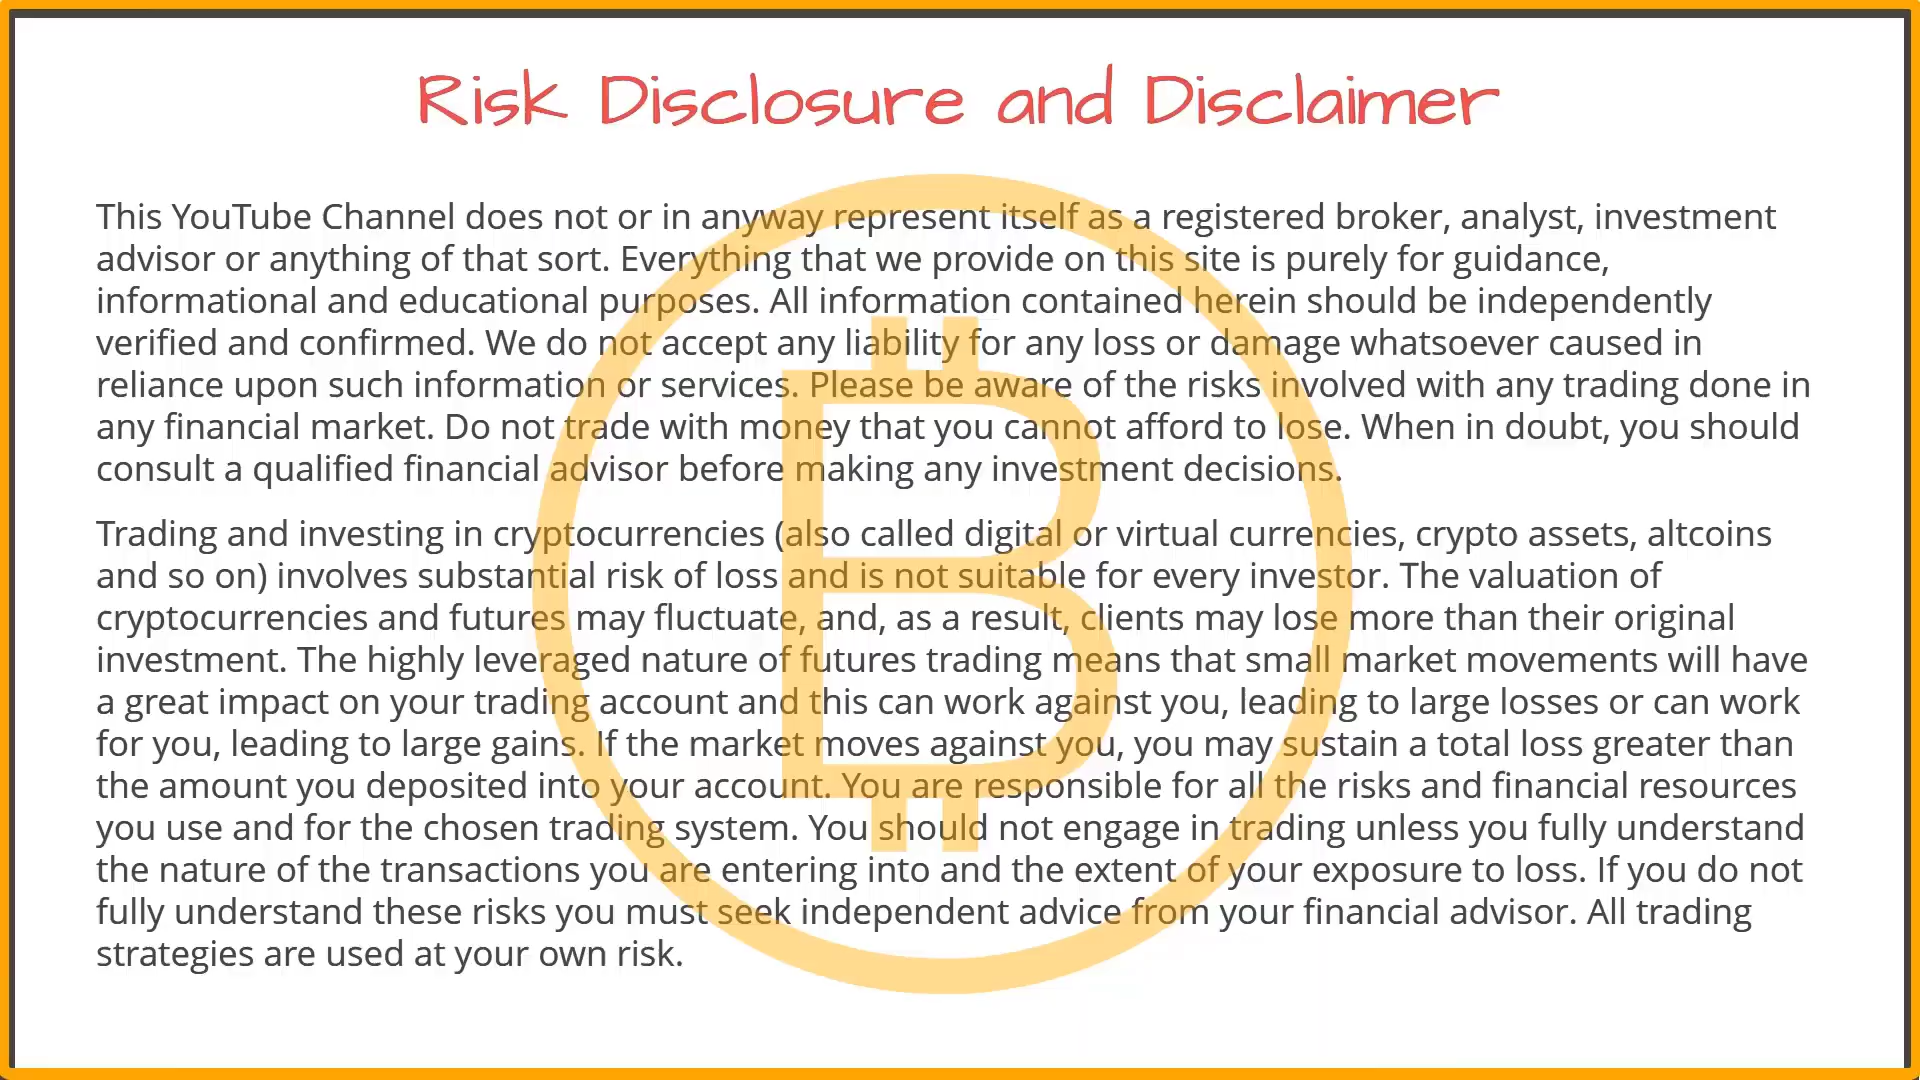 Risk Disclosure and Disclaimer
This YouTube Channel does not or in anyway represent itself as a registered broker, analyst, investment
advisor or anything of that sort. Everything that we provide on this site is purely for guidance,
informational and educational purposes. All information contained herein should be independently
verified and confirmed. We do not accept any liability for any loss or damage whatsoever caused in
reliance upon such information or services. Please be aware of the risks involved with any trading done in
any financial market. Do not trade with money that you cannot afford to lose. When in doubt, you should
consult a qualified financial advisor before making any investment decisions.
Trading and investing in cryptocurrencies (also called digital or virtual currencies, crypto assets, altcoins
and so on) involves substantial risk of loss and is not suitable for every investor. The valuation of
cryptocurrencies and futures may fluctuate, and, as a result, clients may lose more than their original
investment. The highly leveraged nature of futures trading means that small market movements will have
a great impact on your trading account and this can work against you, leading to large losses or can work
for you, leading to large gains. If the market moves against you, you may sustain a total loss greater than
the amount you deposited into your account. You are responsible for all the risks and financial resources
you use and for the chosen trading system. You should not engage in trading unless you fully understand
the nature of the transactions you are entering into and the extent of your exposure to loss. If you do not
fully understand these risks you must seek independent advice from your financial advisor. All trading
strategies are used at your own risk.